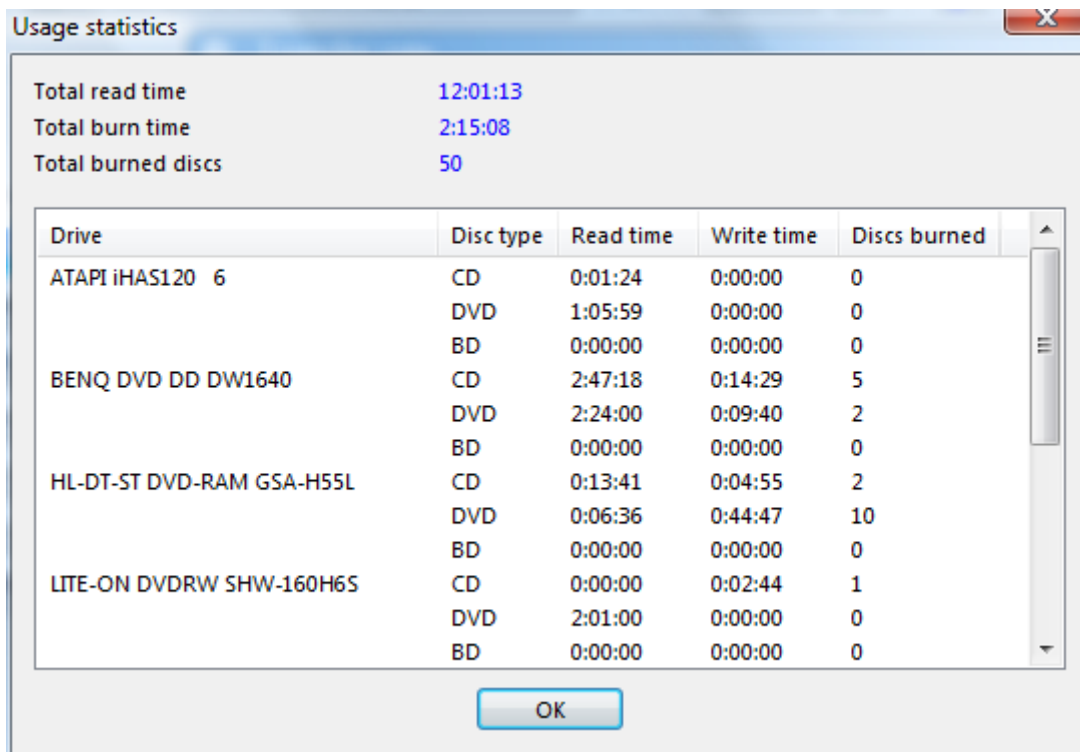 Usage statistics
Total read time 12:01:13
Total burn time 2:15:08
Total burned discs 50
Drive Disc type Read time Write time Discs burned
ATAPI iHAS120 6 CD 0:01:24 0:00:00 0
DVD 1:05:59 0:00:00 0
BD 0:00:00 0:00:00 0
BENQ DVD DD DW1640 CD 2:47:18 0:14:29 5
DVD 2:24:00 0:09:40 2
BD 0:00:00 0:00:00 0
HL-DT-ST DVD-RAM GSA-H55L CD 0:13:41 0:04:55 2
DVD 0:06:36 0:44:47 10
BD 0:00:00 0:00:00 0
LITE-ON DVDRW SHW-160H6S CD 0:00:00 0:02:44 1
DVD 2:01:00 0:00:00 0
BD 0:00:00 0:00:00 0
OK